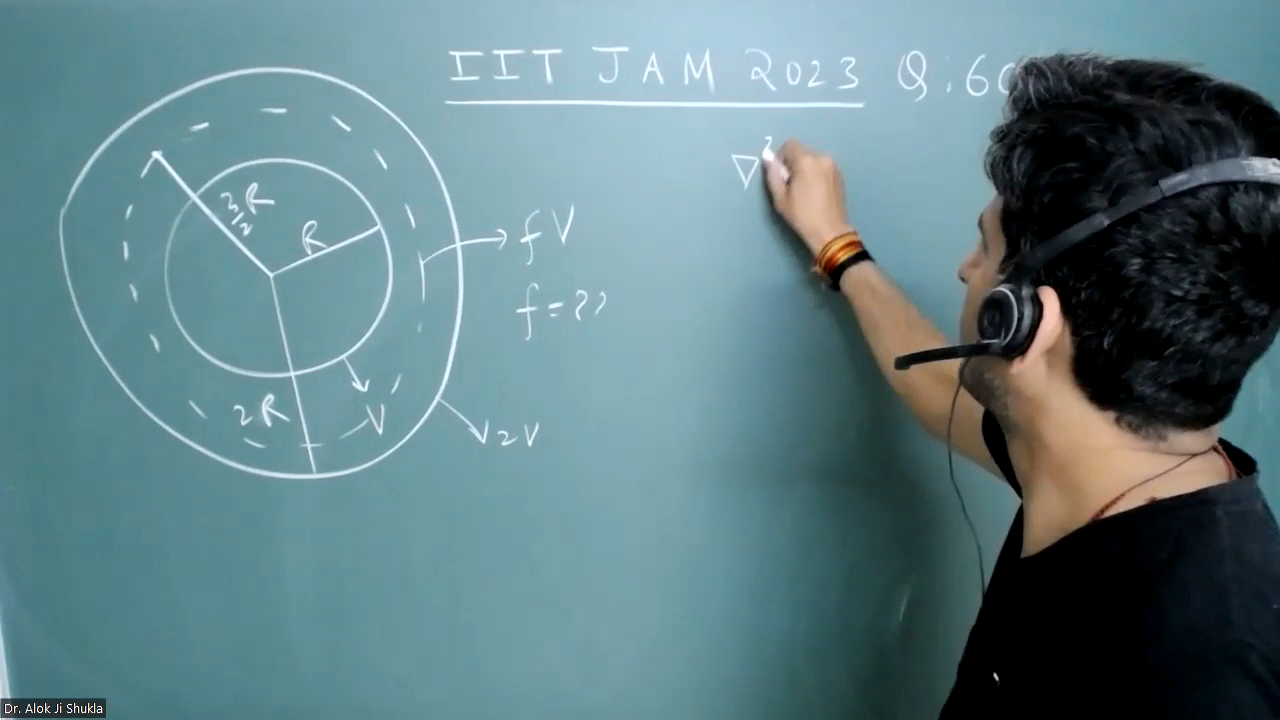 IIT JAM 2023 Q:60
∇²
3/2 R
R
fV
f=??
2R
V
2V
Dr. Alok Ji Shukla